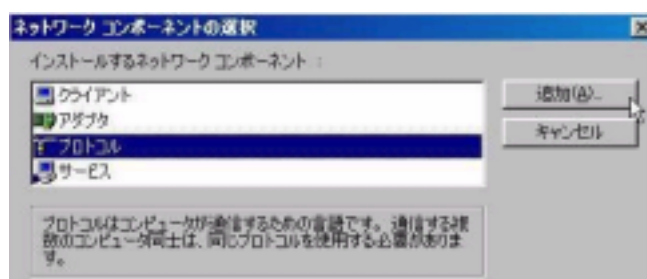 ネットワーク コンポーネントの選択
インストールするネットワーク コンポーネント :
クライアント
追加(A)...
アダプタ
プロトコル
キャンセル
サービス
プロトコルはコンピュータが通信するための言語です。通信する複
数のコンピュータ同士は、同じプロトコルを使用する必要がありま
す。